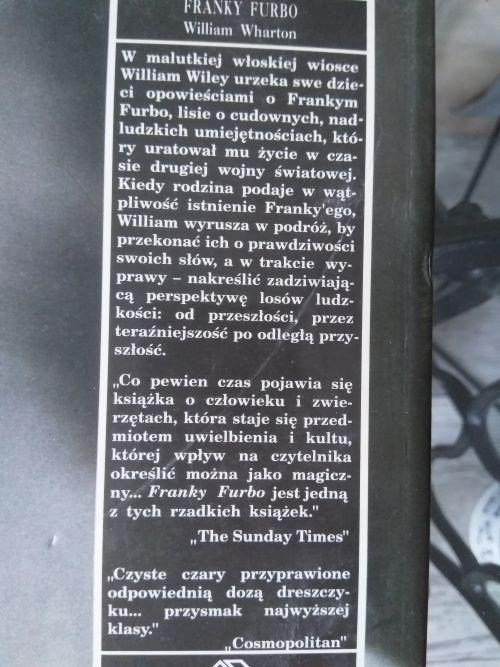 FRANKY FURBO
William Wharton
W malutkiej włoskiej wiosce
William Wiley urzeka swe dzie-
ci opowieściami o Frankym
Furbo, lisie o cudownych, nad-
ludzkich umiejętnościach, któ-
ry uratował mu życie w cza-
sie drugiej wojny światowej.
Kiedy rodzina podaje w wąt-
pliwość istnienie Franky'ego,
William wyrusza w podróż, by
przekonać ich o prawdziwości
swoich słów, a w trakcie wy-
prawy – nakreślić zadziwiają-
cą perspektywę losów ludz-
kości: od przeszłości, przez
teraźniejszość po odległą przy-
szłość.
„Co pewien czas pojawia się
książka o człowieku i zwie-
rzętach, która staje się przed-
miotem uwielbienia i kultu,
której wpływ na czytelnika
określić można jako magicz-
ny... Franky Furbo jest jedną
z tych rzadkich książek."
„The Sunday Times"
„Czyste czary przyprawione
odpowiednią dozą dreszczy-
ku... przysmak najwyższej
klasy."
„Cosmopolitan"